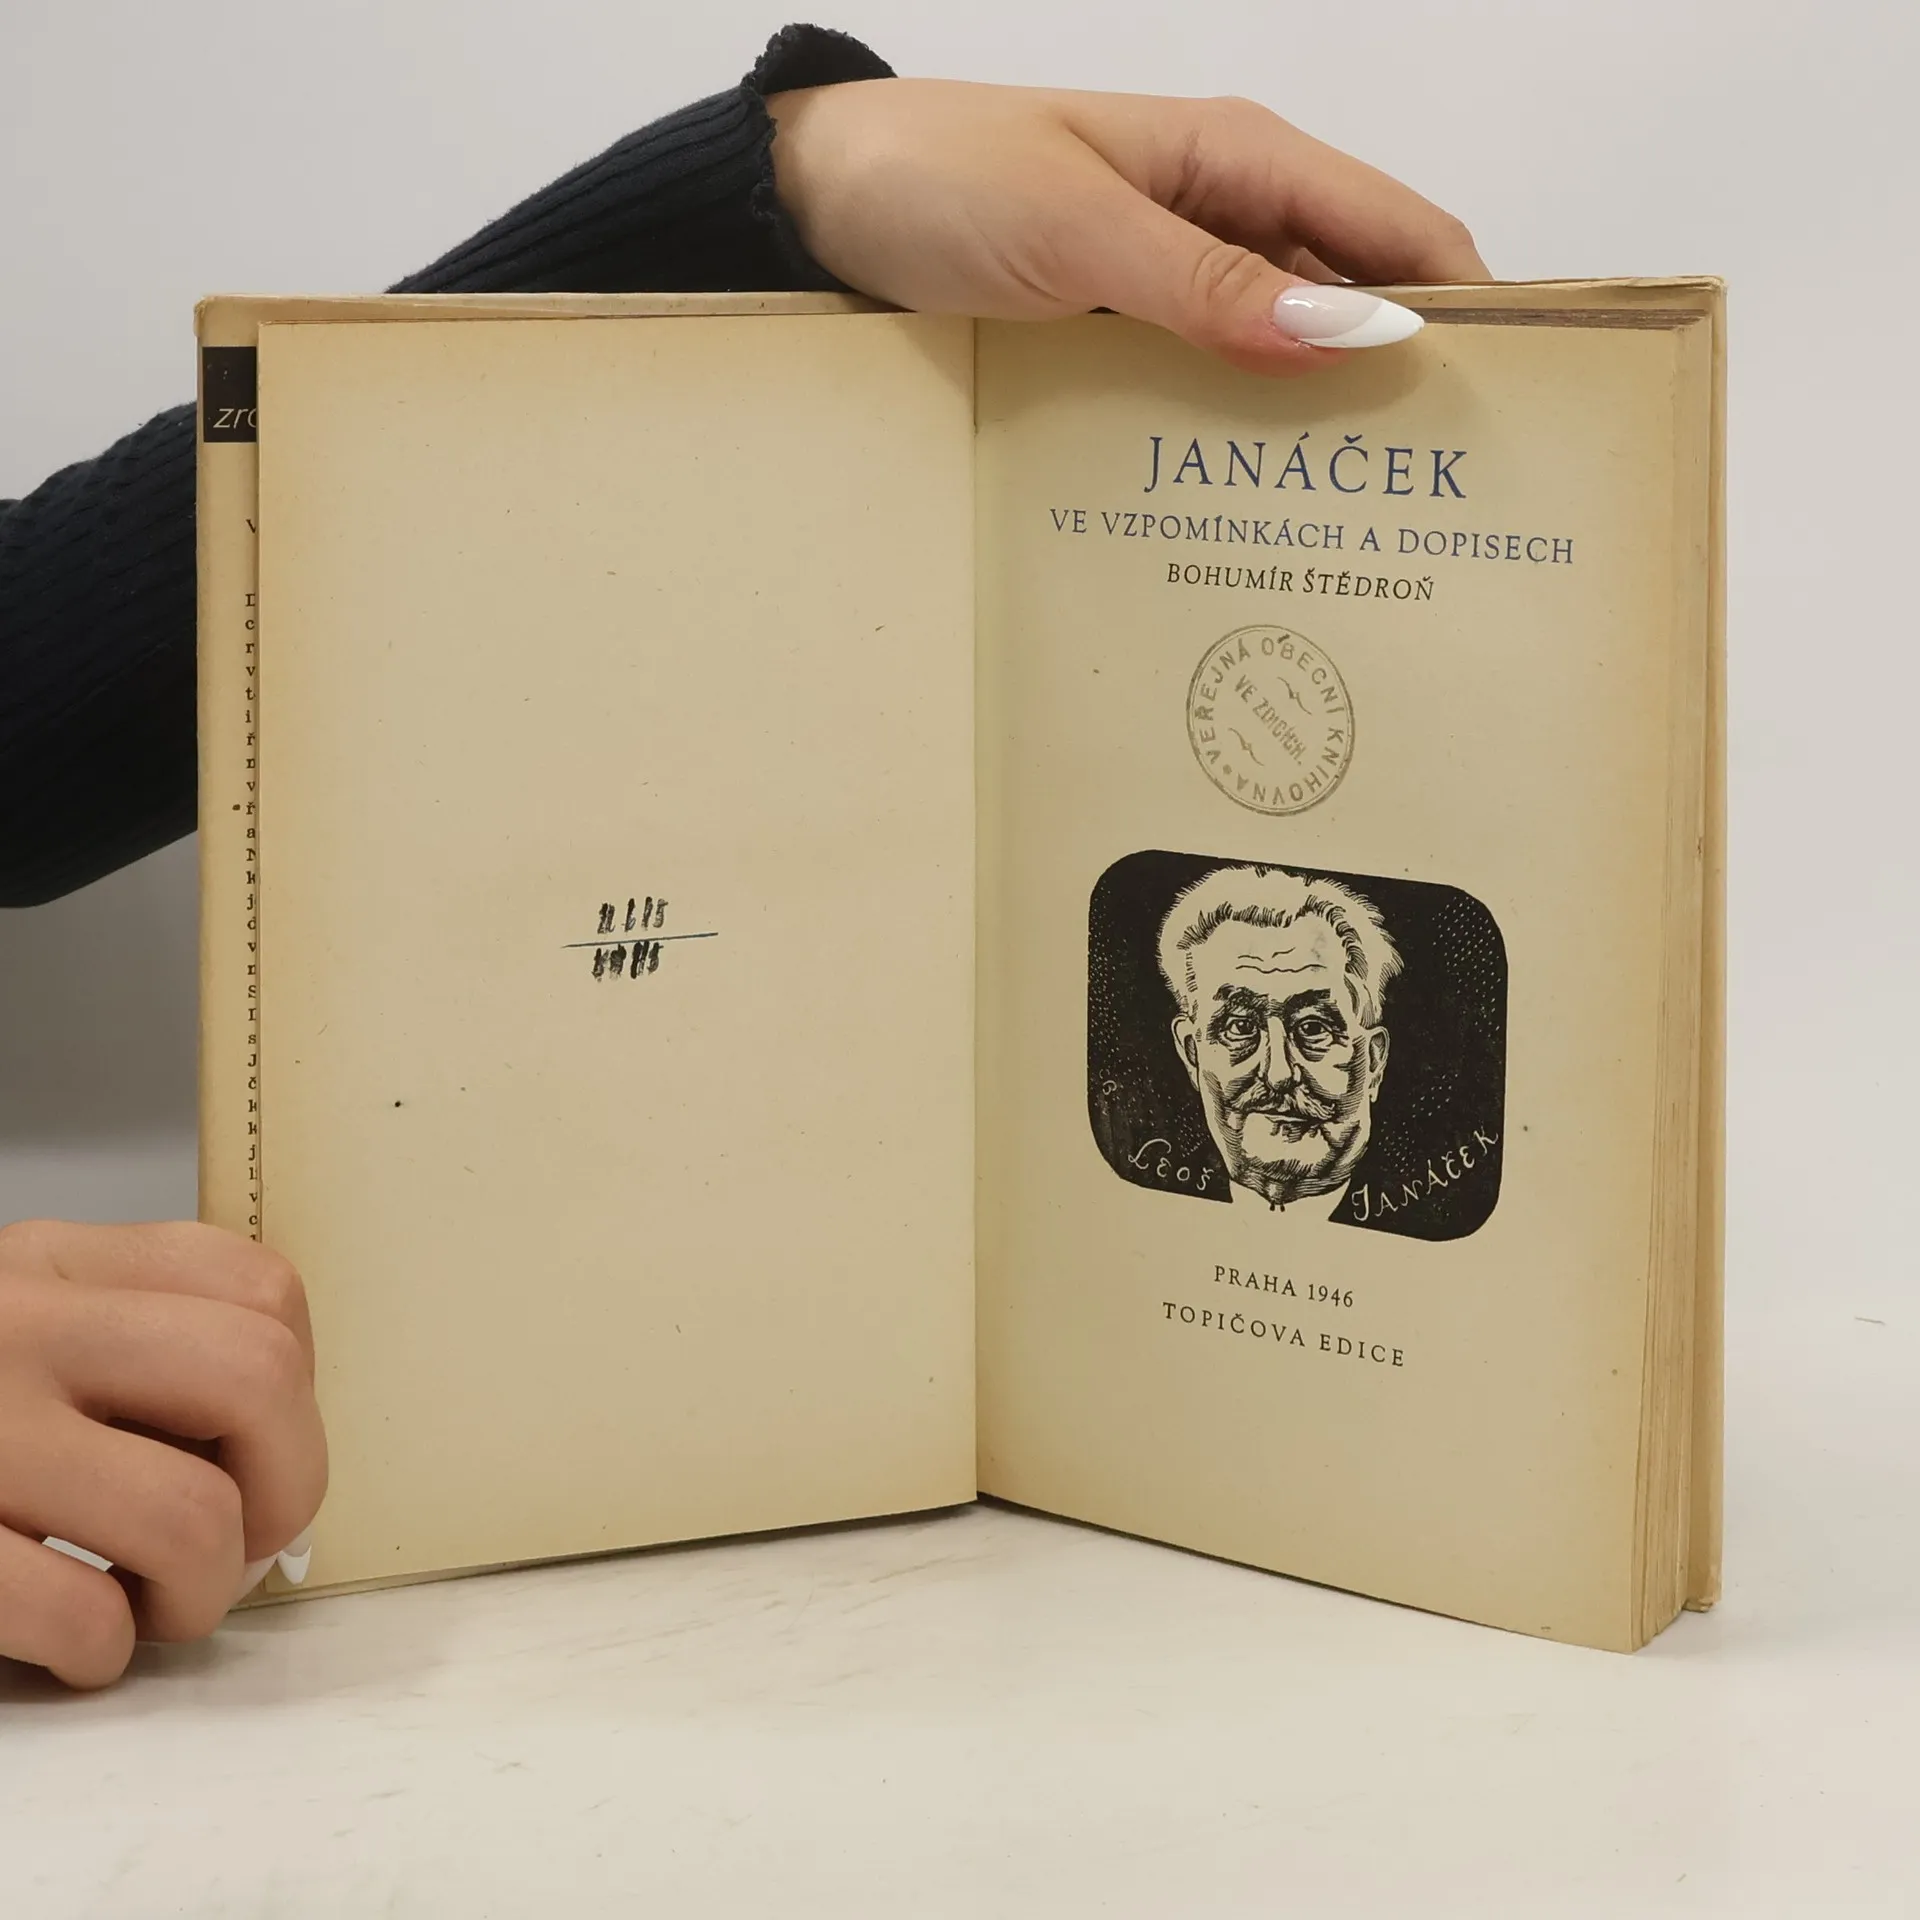 JANÁČEK
VE VZPOMÍNKÁCH A DOPISECH
BOHUMÍR ŠTĚDROŇ
VEŘEJNÁ OBECNÍ KNIHOVNA
VE ZDICÍCH.
LEOŠ JANÁČEK
PRAHA 1946
TOPIČOVA EDICE